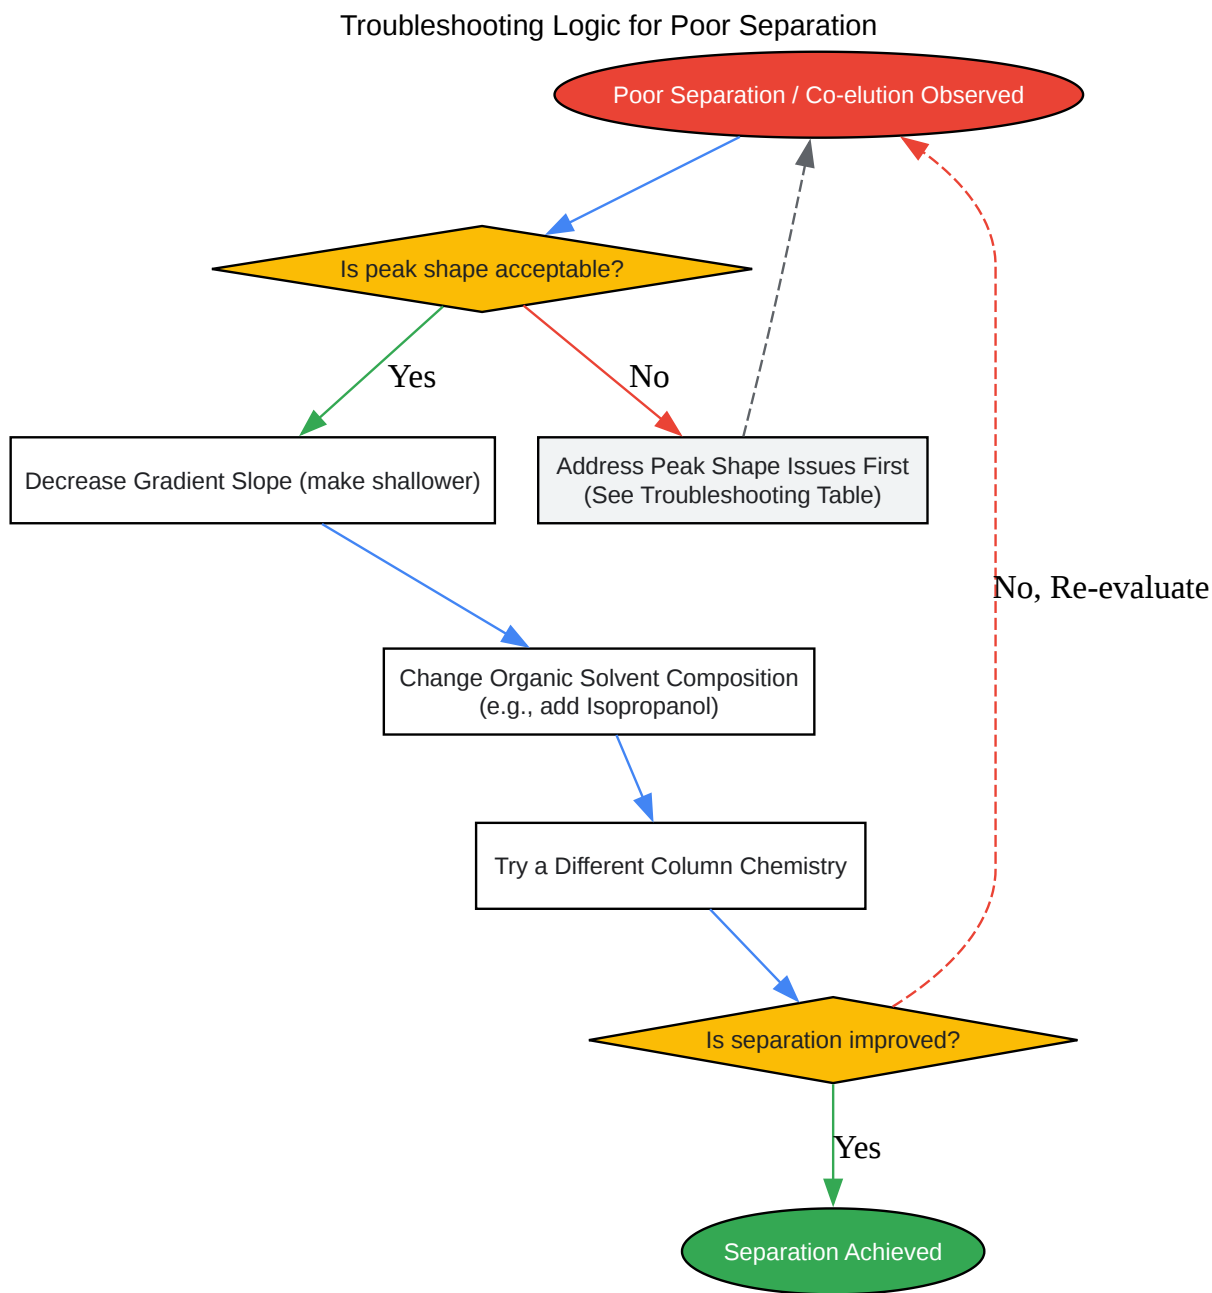 Troubleshooting Logic for Poor Separation
Poor Separation / Co-elution Observed
Is peak shape acceptable?
Yes
No
Decrease Gradient Slope (make shallower)
Address Peak Shape Issues First
(See Troubleshooting Table)
No, Re-evaluate
Change Organic Solvent Composition
(e.g., add Isopropanol)
Try a Different Column Chemistry
Is separation improved?
Yes
Separation Achieved